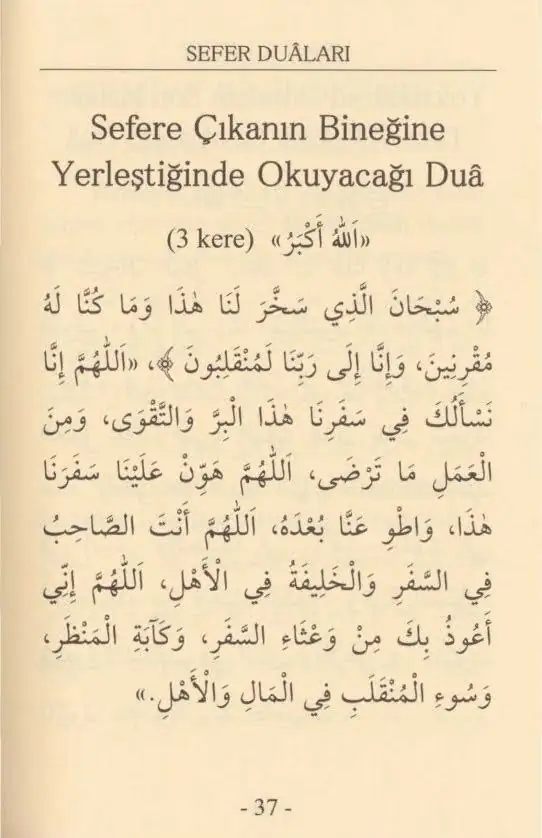 SEFER DUÂLARI
Sefere Çıkanın Bineğine
Yerleştiğinde Okuyacağı Duâ
«اَللّٰهُ أَكْبَرُ» (3 kere)
﴿ سُبْحَانَ الَّذِي سَخَّرَ لَنَا هٰذَا وَمَا كُنَّا لَهُ
مُقْرِنِينَ، وَإِنَّا إِلَى رَبِّنَا لَمُنْقَلِبُونَ ﴾، «اَللّٰهُمَّ إِنَّا
نَسْأَلُكَ فِي سَفَرِنَا هٰذَا الْبِرَّ وَالتَّقْوَى، وَمِنَ
الْعَمَلِ مَا تَرْضَى، اَللّٰهُمَّ هَوِّنْ عَلَيْنَا سَفَرَنَا
هٰذَا، وَاطْوِ عَنَّا بُعْدَهُ، اَللّٰهُمَّ أَنْتَ الصَّاحِبُ
فِي السَّفَرِ وَالْخَلِيفَةُ فِي الْأَهْلِ، اَللّٰهُمَّ إِنِّي
أَعُوذُ بِكَ مِنْ وَعْثَاءِ السَّفَرِ، وَكَآبَةِ الْمَنْظَرِ،
وَسُوءِ الْمُنْقَلَبِ فِي الْمَالِ وَالْأَهْلِ.»
- 37 -